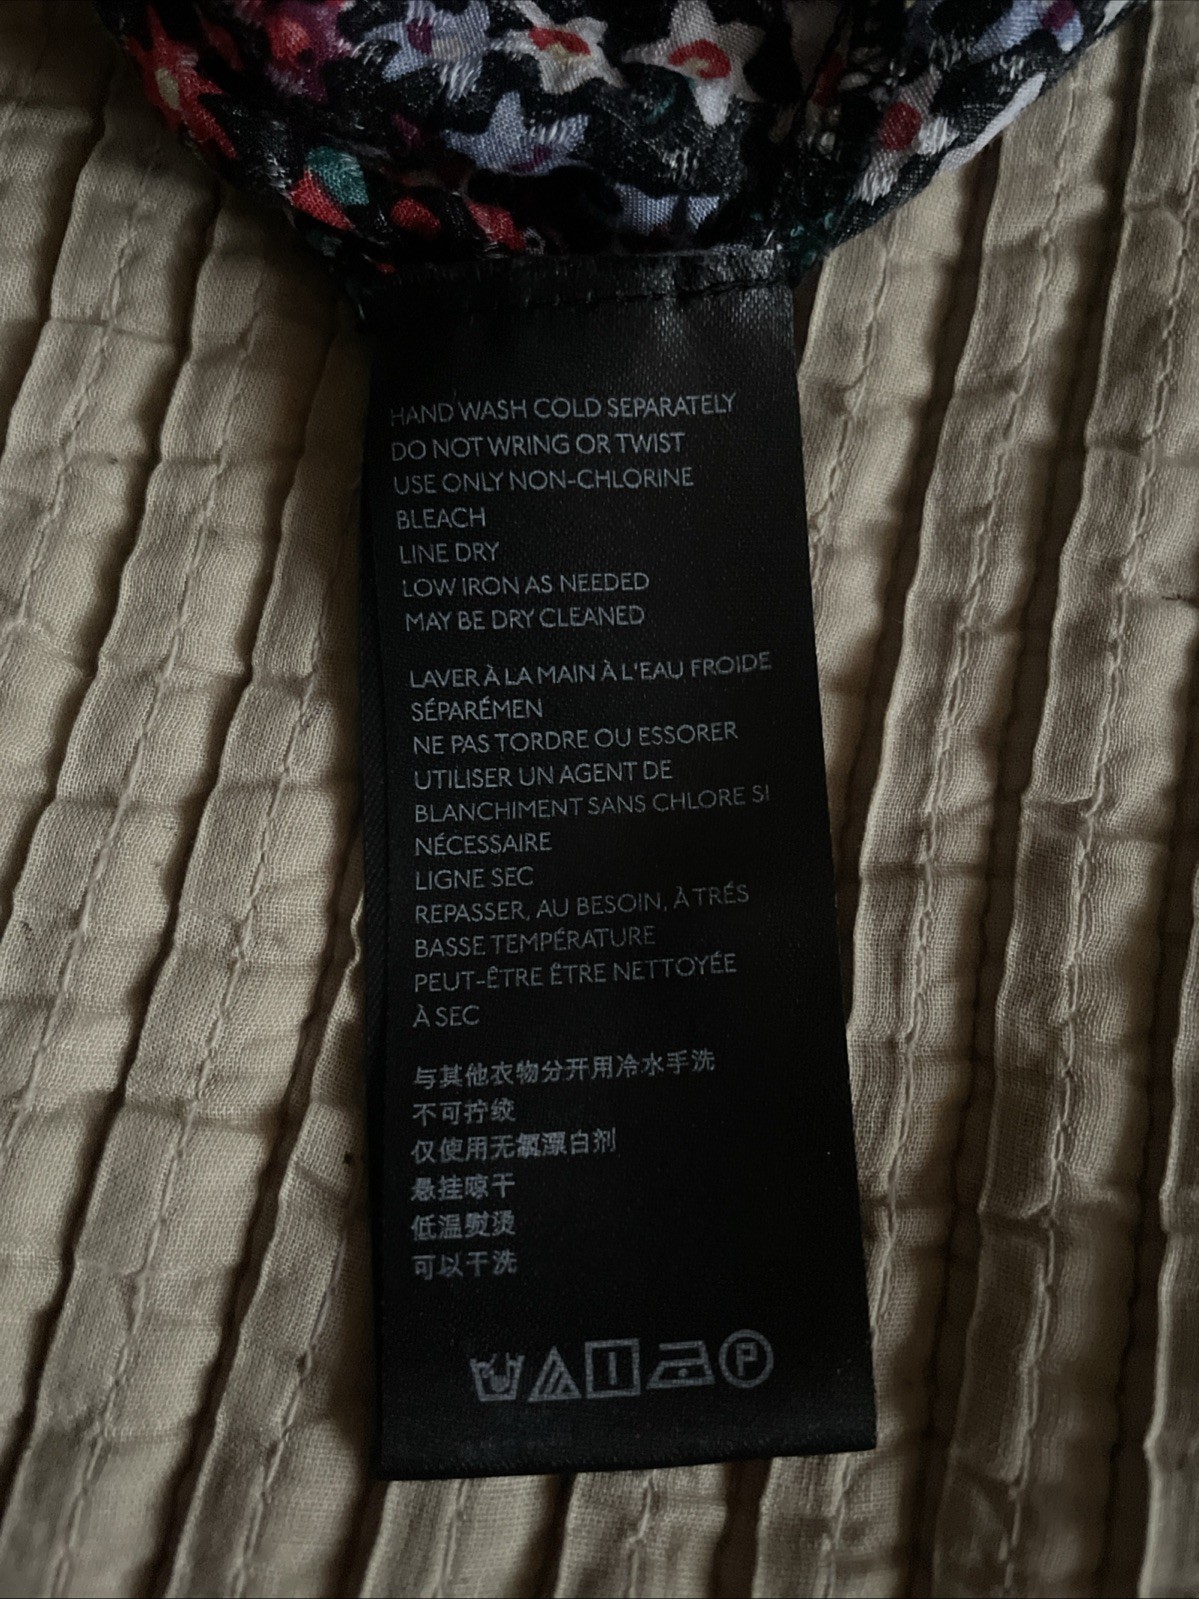 HAND WASH COLD SEPARATELY
DO NOT WRING OR TWIST
USE ONLY NON-CHLORINE
BLEACH
LINE DRY
LOW IRON AS NEEDED
MAY BE DRY CLEANED
LAVER À LA MAIN À L'EAU FROIDE
SÉPARÉMEN
NE PAS TORDRE OU ESSORER
UTILISER UN AGENT DE
BLANCHIMENT SANS CHLORE SI
NÉCESSAIRE
LIGNE SEC
REPASSER, AU BESOIN, À TRÉS
BASSE TEMPÉRATURE
PEUT-ÊTRE ÊTRE NETTOYÉE
À SEC
与其他衣物分开用冷水手洗
不可拧绞
仅使用无氯漂白剂
悬挂晾干
低温熨烫
可以干洗
P